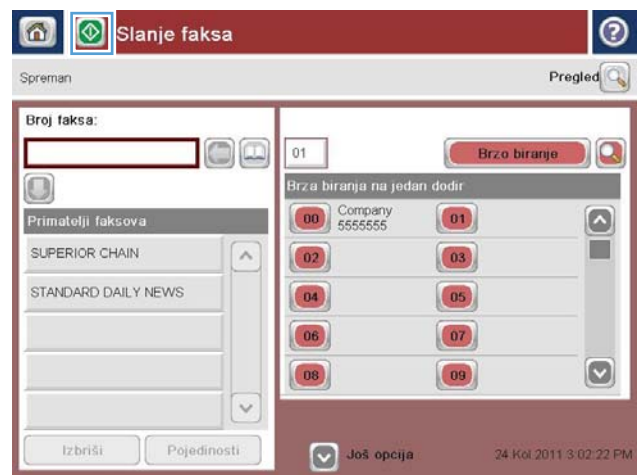 Slanje faksa
?
Spreman
Pregled
Broj faksa:
01
Brzo biranje
Brza biranja na jedan dodir
Primatelji faksova
SUPERIOR CHAIN
STANDARD DAILY NEWS
00 Company 5555555
01
02
03
04
05
06
07
08
09
Izbriši
Pojedinosti
Još opcija
24 Kol 2011 3:02:22 PM